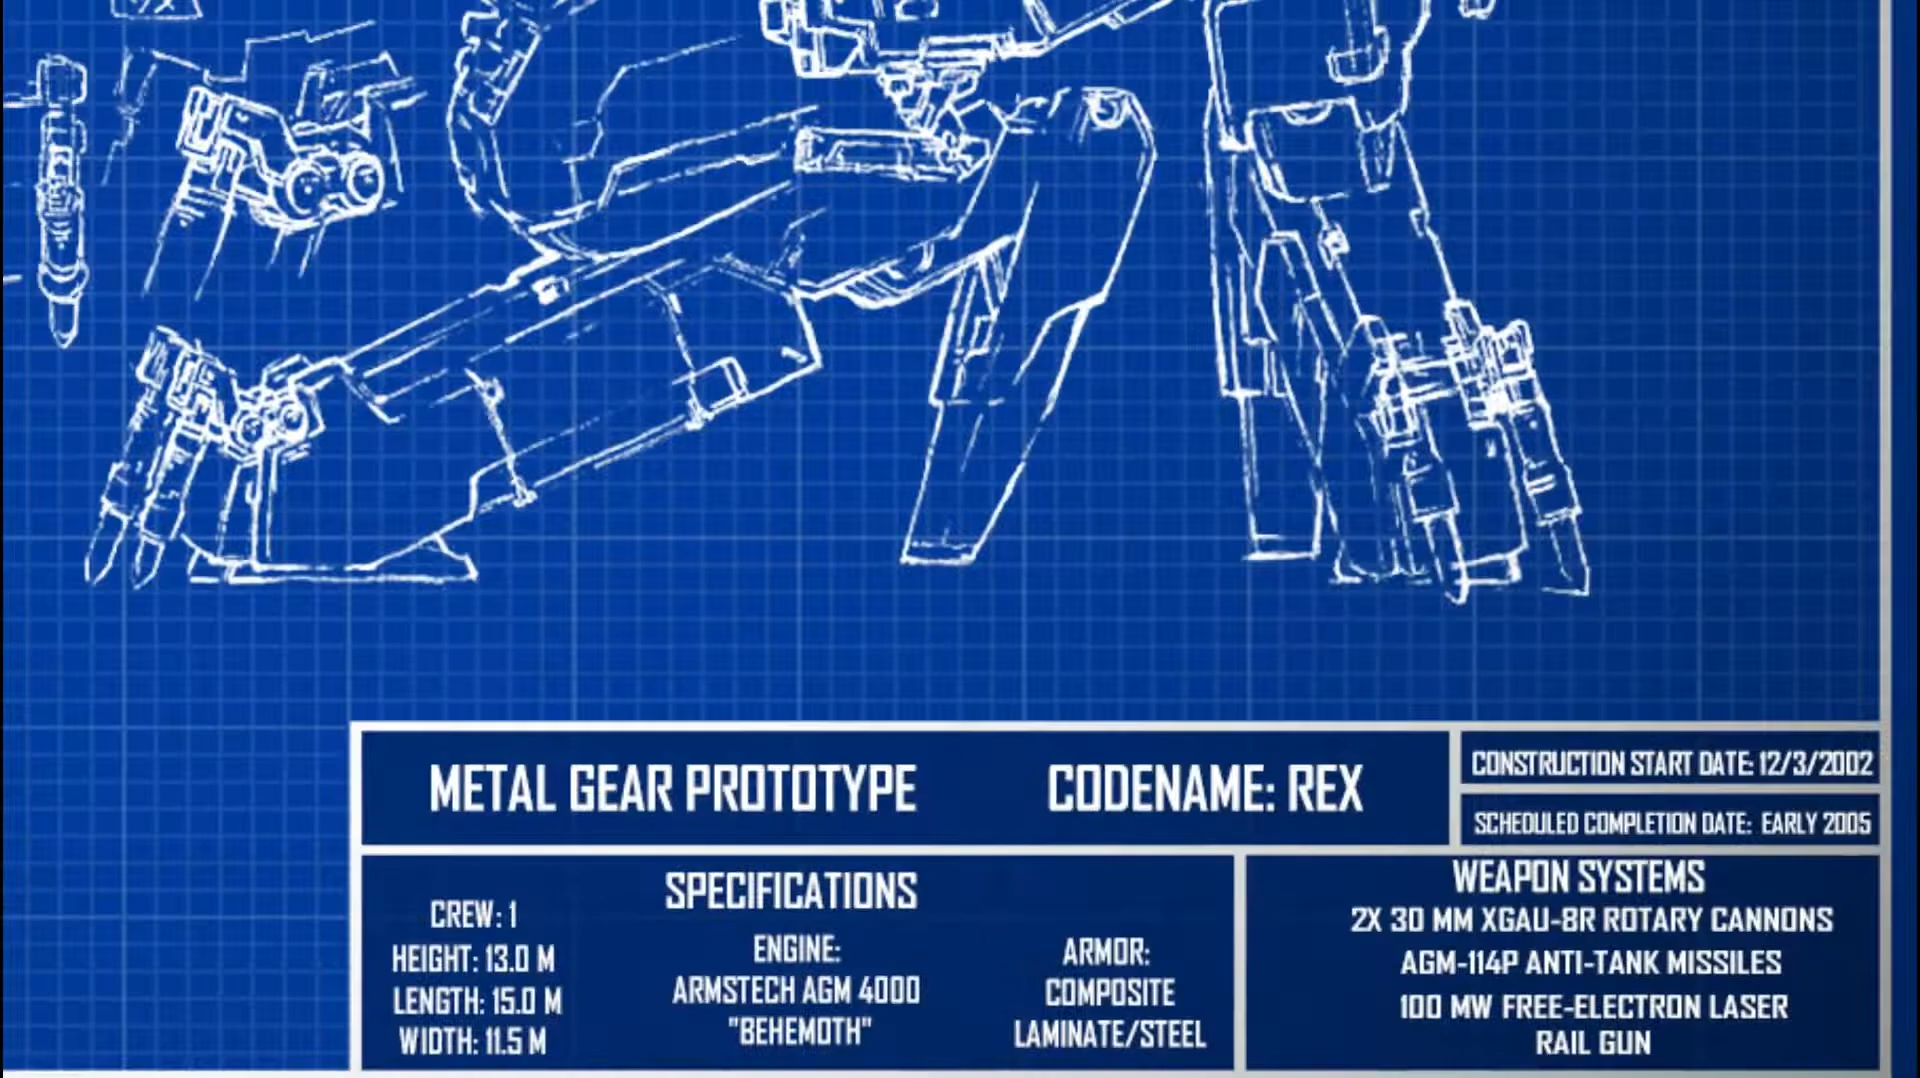 METAL GEAR PROTOTYPE CODENAME: REX
CONSTRUCTION START DATE: 12/3/2002
SCHEDULED COMPLETION DATE: EARLY 2005
SPECIFICATIONS
CREW: 1
HEIGHT: 13.0 M
LENGTH: 15.0 M
WIDTH: 11.5 M
ENGINE:
ARMSTECH AGM 4000
"BEHEMOTH"
ARMOR:
COMPOSITE
LAMINATE/STEEL
WEAPON SYSTEMS
2X 30 MM XGAU-8R ROTARY CANNONS
AGM-114P ANTI-TANK MISSILES
100 MW FREE-ELECTRON LASER
RAIL GUN